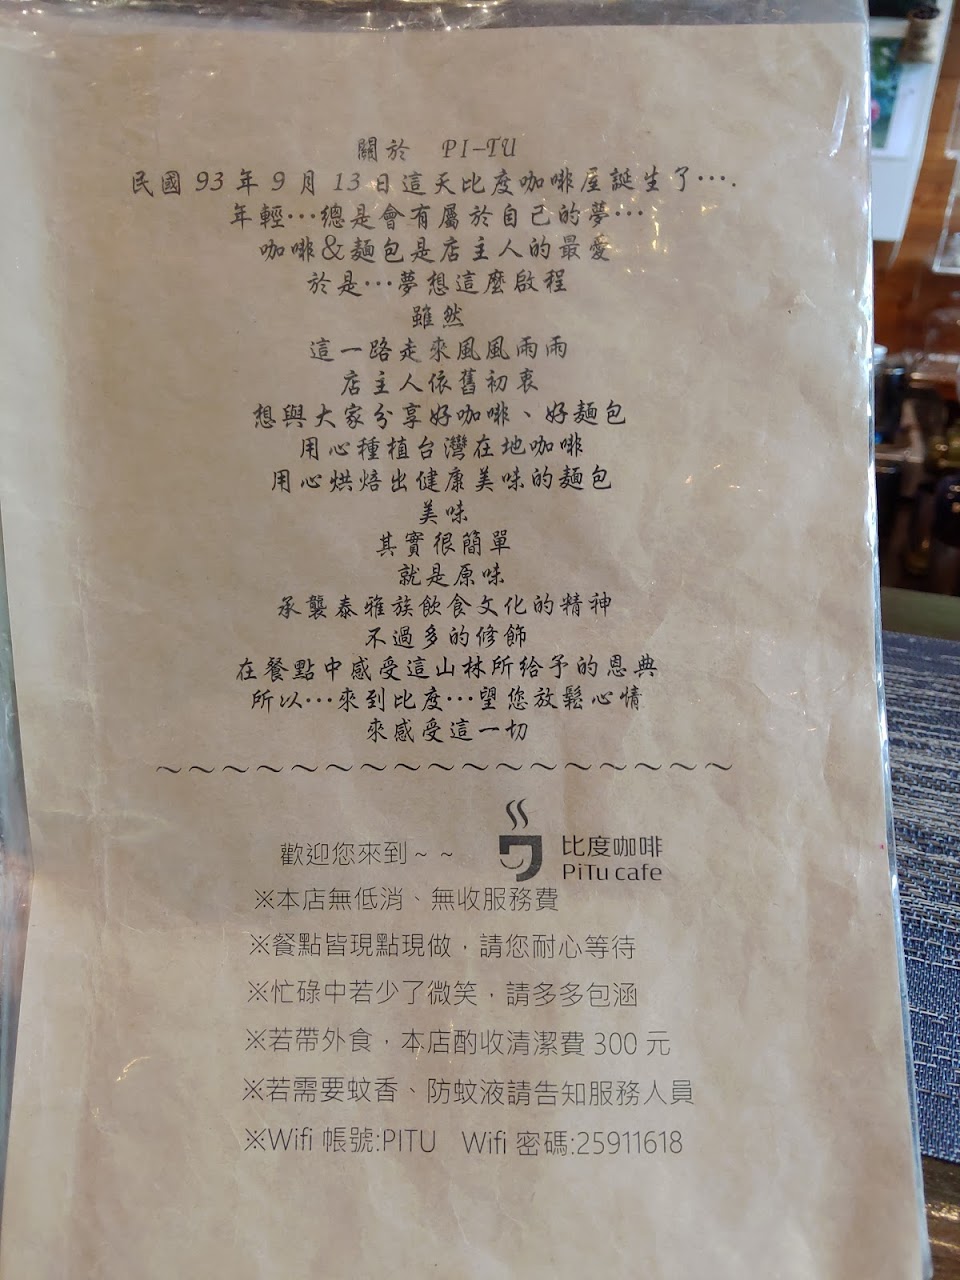 關於 PI-TU
民國 93 年 9 月 13 日這天比度咖啡屋誕生了….
年輕…總是會有屬於自己的夢…
咖啡&麵包是店主人的最愛
於是…夢想這麼啟程
雖然
這一路走來風風雨雨
店主人依舊初衷
想與大家分享好咖啡、好麵包
用心種植台灣在地咖啡
用心烘焙出健康美味的麵包
美味
其實很簡單
就是原味
承襲泰雅族飲食文化的精神
不過多的修飾
在餐點中感受這山林所給予的恩典
所以…來到比度…望您放鬆心情
來感受這一切
～～～～～～～～～～～～～～～～～～
歡迎您來到~ ~
比度咖啡
PiTu cafe
※本店無低消、無收服務費
※餐點皆現點現做，請您耐心等待
※忙碌中若少了微笑，請多多包涵
※若帶外食，本店酌收清潔費 300 元
※若需要蚊香、防蚊液請告知服務人員
※Wifi 帳號:PITU Wifi 密碼:25911618